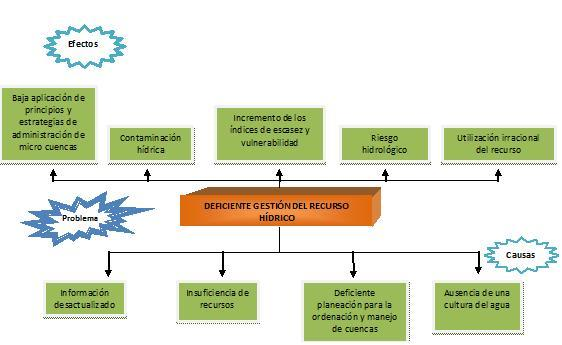 Efectos
Baja aplicación de
principios y
estrategias de
administración de
micro cuencas
Contaminación
hídrica
Incremento de los
índices de escasez y
vulnerabilidad
Riesgo
hidrológico
Utilización irracional
del recurso
Problema
DEFICIENTE GESTIÓN DEL RECURSO
HÍDRICO
Causas
Información
desactualizado
Insuficiencia de
recursos
Deficiente
planeación para la
ordenación y manejo
de cuencas
Ausencia de una
cultura del agua